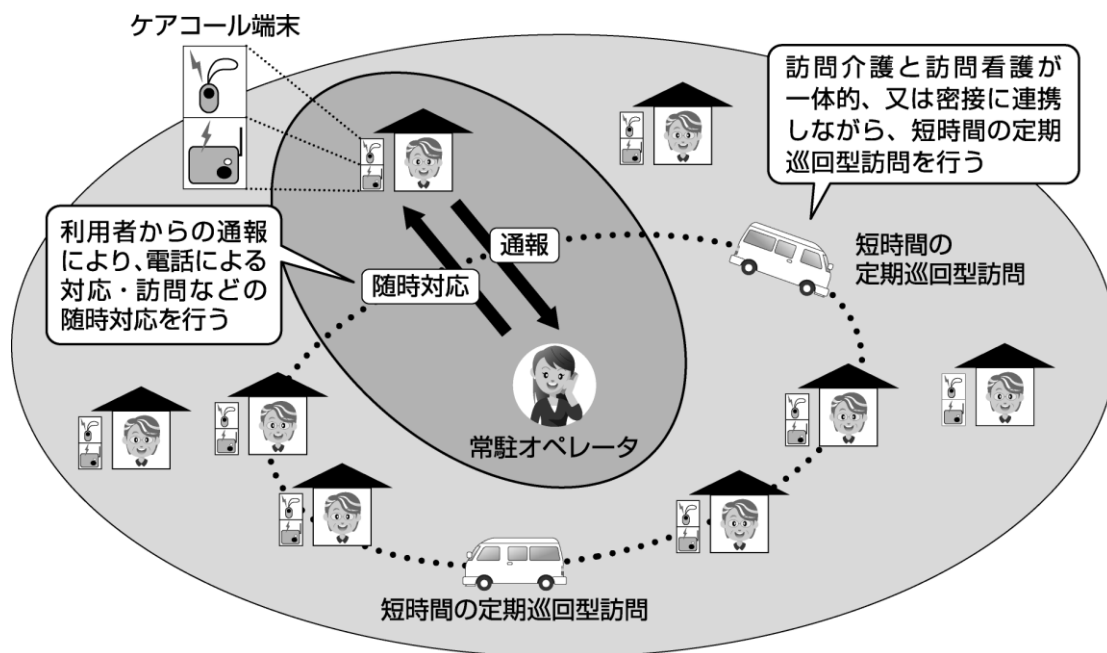 ケアコール端末
訪問介護と訪問看護が
一体的、又は密接に連携
しながら、短時間の定期
巡回型訪問を行う
利用者からの通報
により、電話による
対応・訪問などの
随時対応を行う
通報
随時対応
短時間の
定期巡回型訪問
常駐オペレータ
短時間の定期巡回型訪問